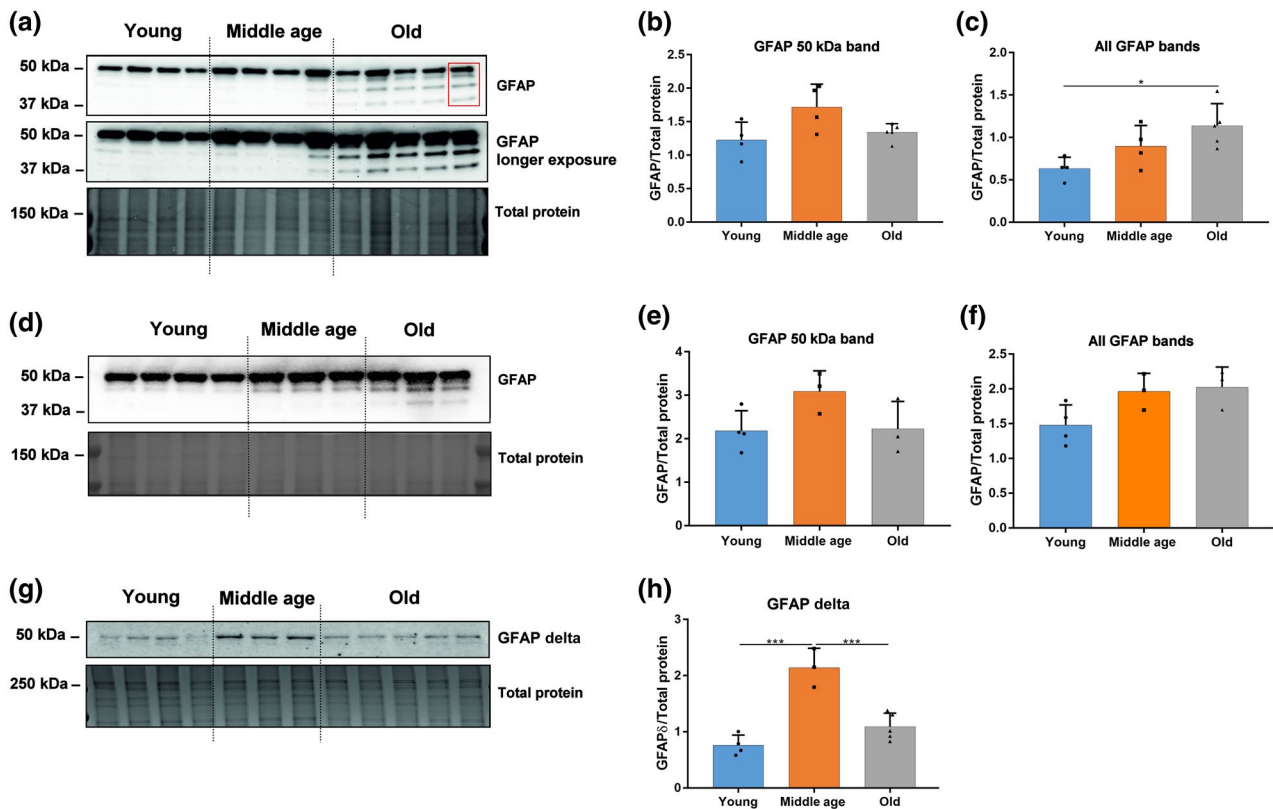 (a)
Young Middle age Old
50 kDa
37 kDa
GFAP
50 kDa
37 kDa
GFAP
longer exposure
150 kDa
Total protein
(b)
GFAP 50 kDa band
GFAP/Total protein
2.5
2.0
1.5
1.0
0.5
0.0
Young Middle age Old
(c)
All GFAP bands
GFAP/Total protein
2.0
1.5
1.0
0.5
0.0
*
Young Middle age Old
(d)
Young Middle age Old
50 kDa
37 kDa
GFAP
150 kDa
Total protein
(e)
GFAP 50 kDa band
GFAP/Total protein
4
3
2
1
0
Young Middle age Old
(f)
All GFAP bands
GFAP/Total protein
2.5
2.0
1.5
1.0
0.5
0.0
Young Middle age Old
(g)
Young Middle age Old
50 kDa
GFAP delta
250 kDa
Total protein
(h)
GFAP delta
GFAPδ/Total protein
3
2
1
0
*** ***
Young Middle age Old